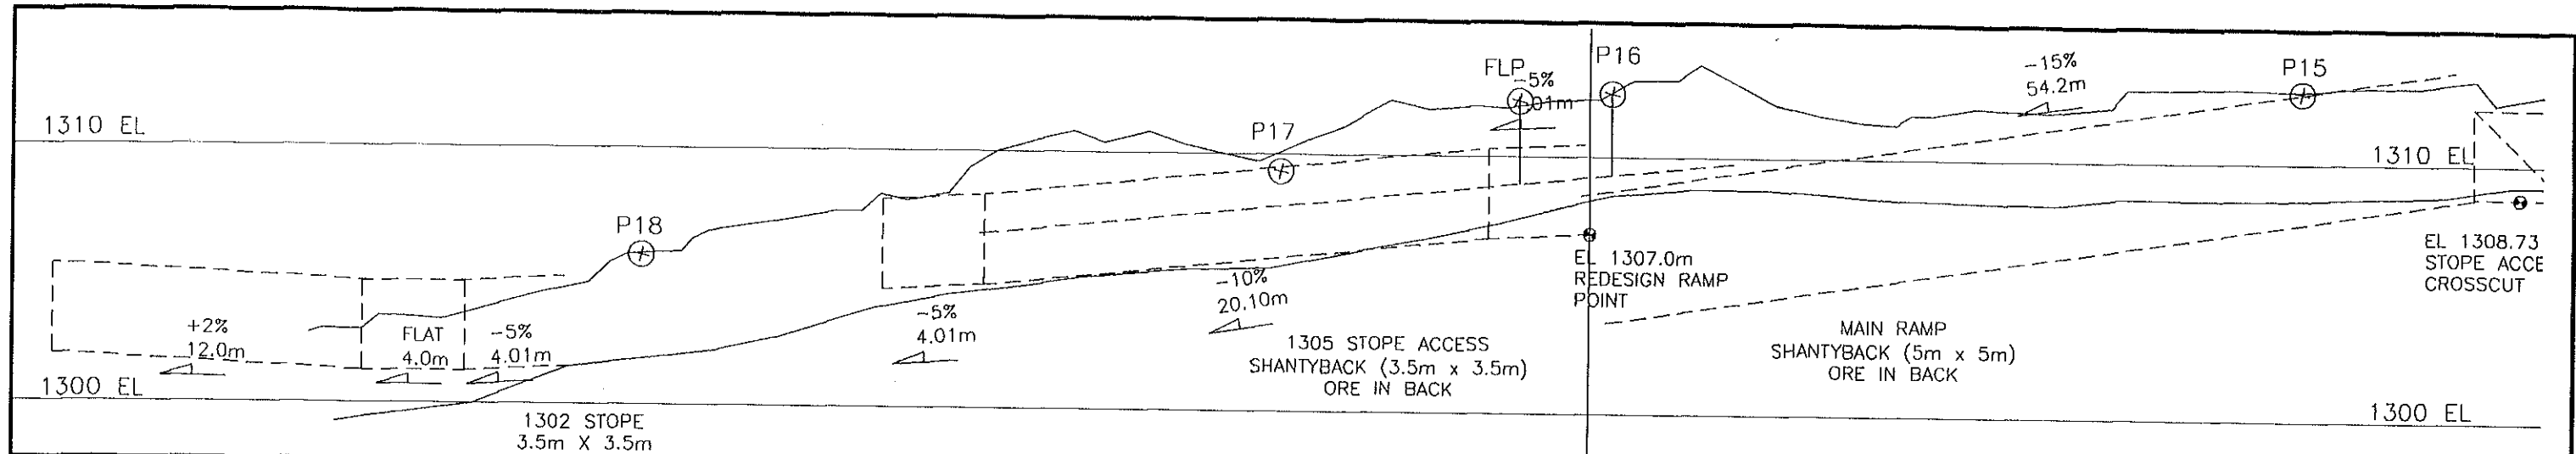 P16
FLP
-5%
01m
-15%
54.2m
P15
1310 EL
P17
1310 EL
P18
EL 1307.0m
REDESIGN RAMP
POINT
EL 1308.73
STOPE ACCE
CROSSCUT
-10%
20.10m
-5%
4.01m
+2%
12.0m
FLAT
4.0m
-5%
4.01m
1305 STOPE ACCESS
SHANTYBACK (3.5m x 3.5m)
ORE IN BACK
MAIN RAMP
SHANTYBACK (5m x 5m)
ORE IN BACK
1300 EL
1300 EL
1302 STOPE
3.5m X 3.5m